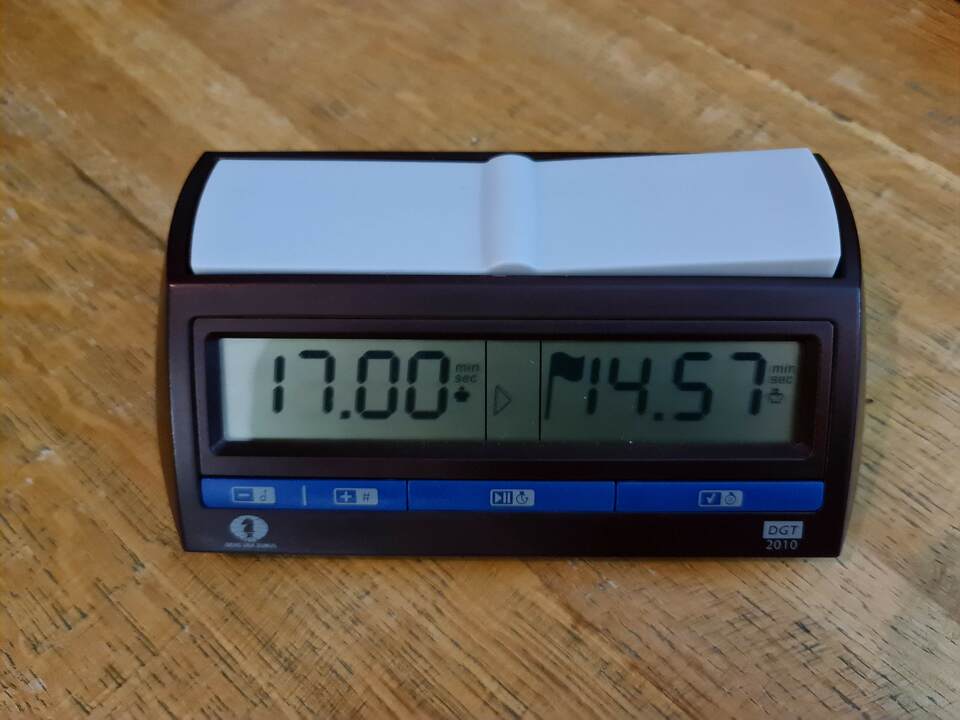 17.00 min sec
14.57 min sec
- + #
DGT
2010